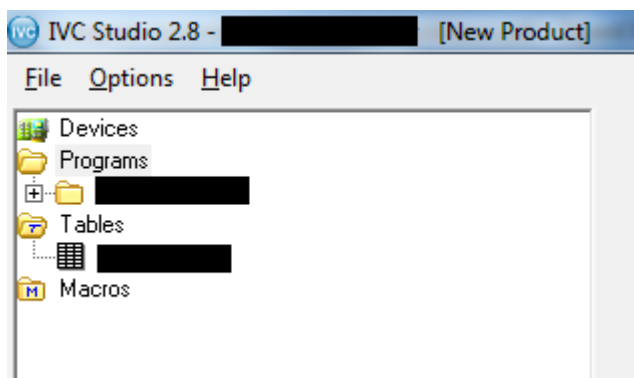 IVC Studio 2.8 - [New Product]
File Options Help
Devices
Programs
Tables
Macros